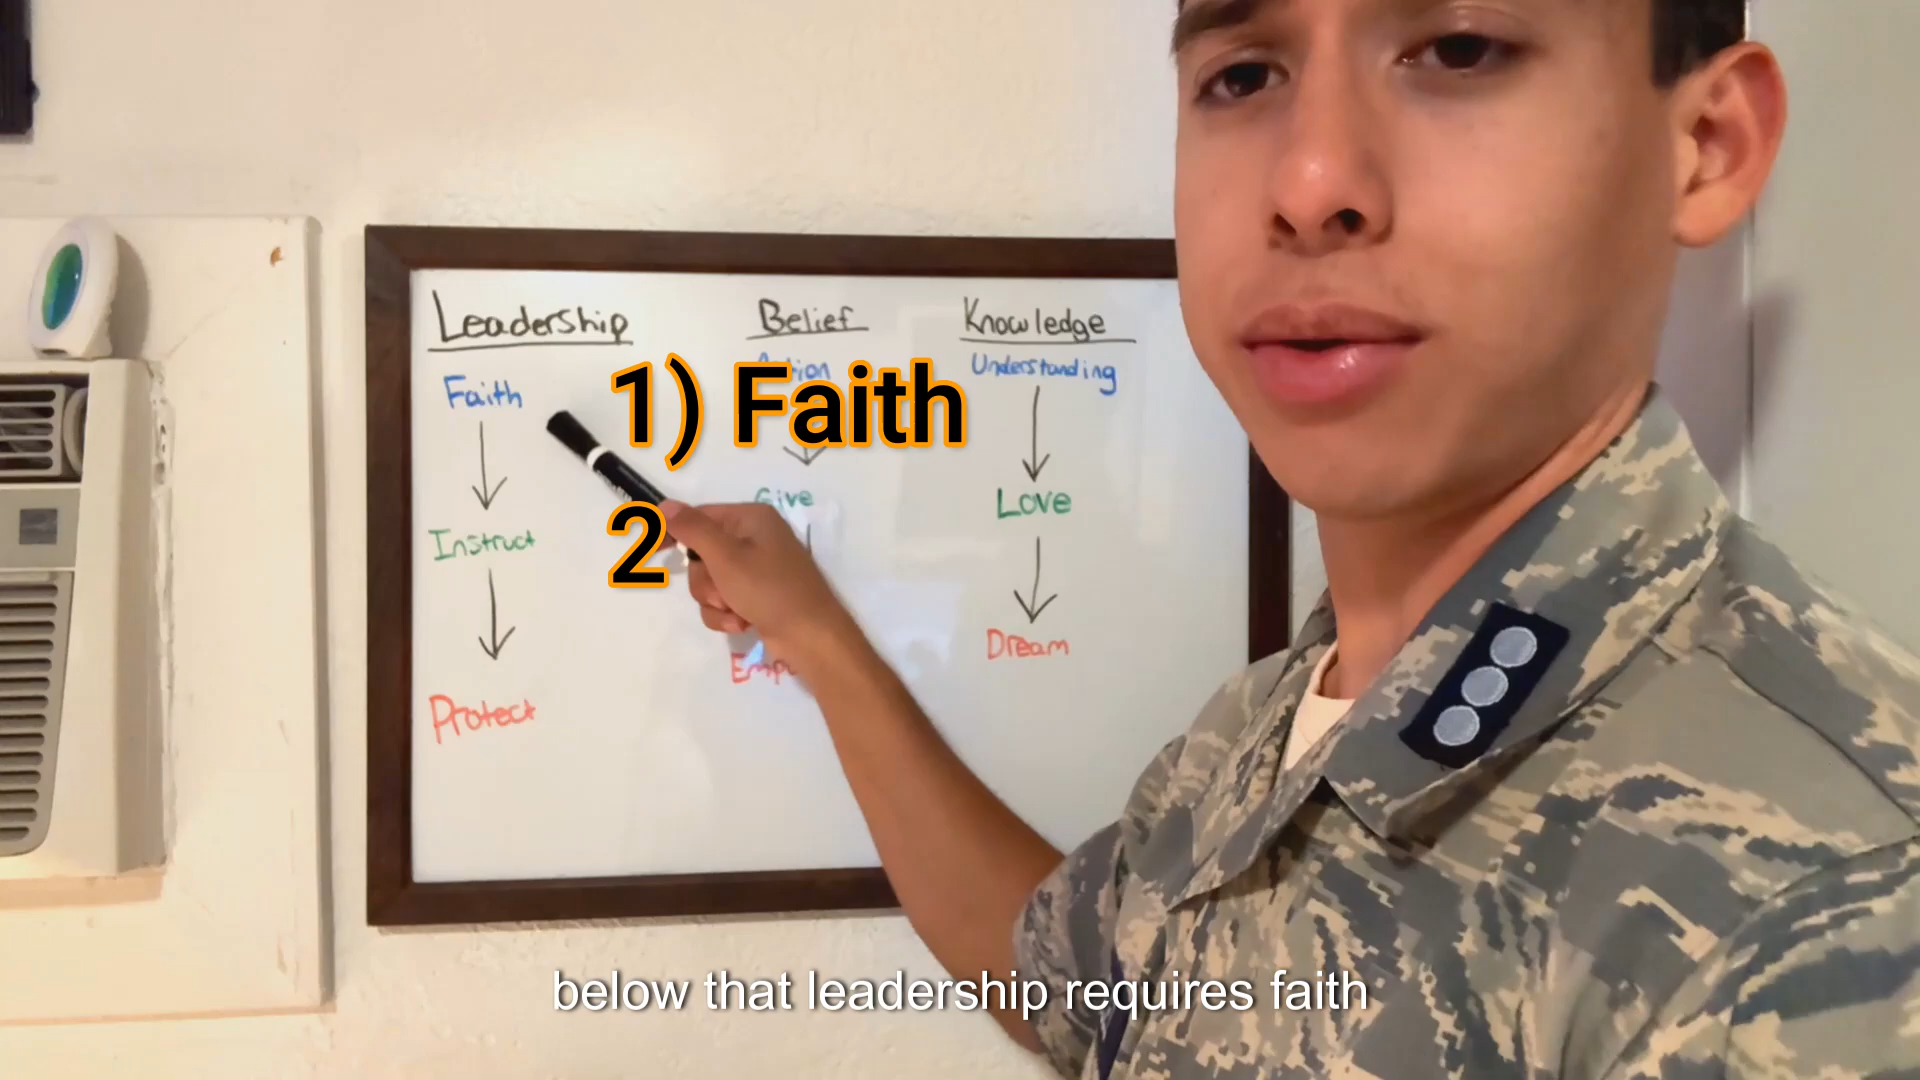 Leadership
Belief
Knowledge
Faith
Understanding
1) Faith
Instruct
Give
Love
2
Protect
Dream
below that leadership requires faith